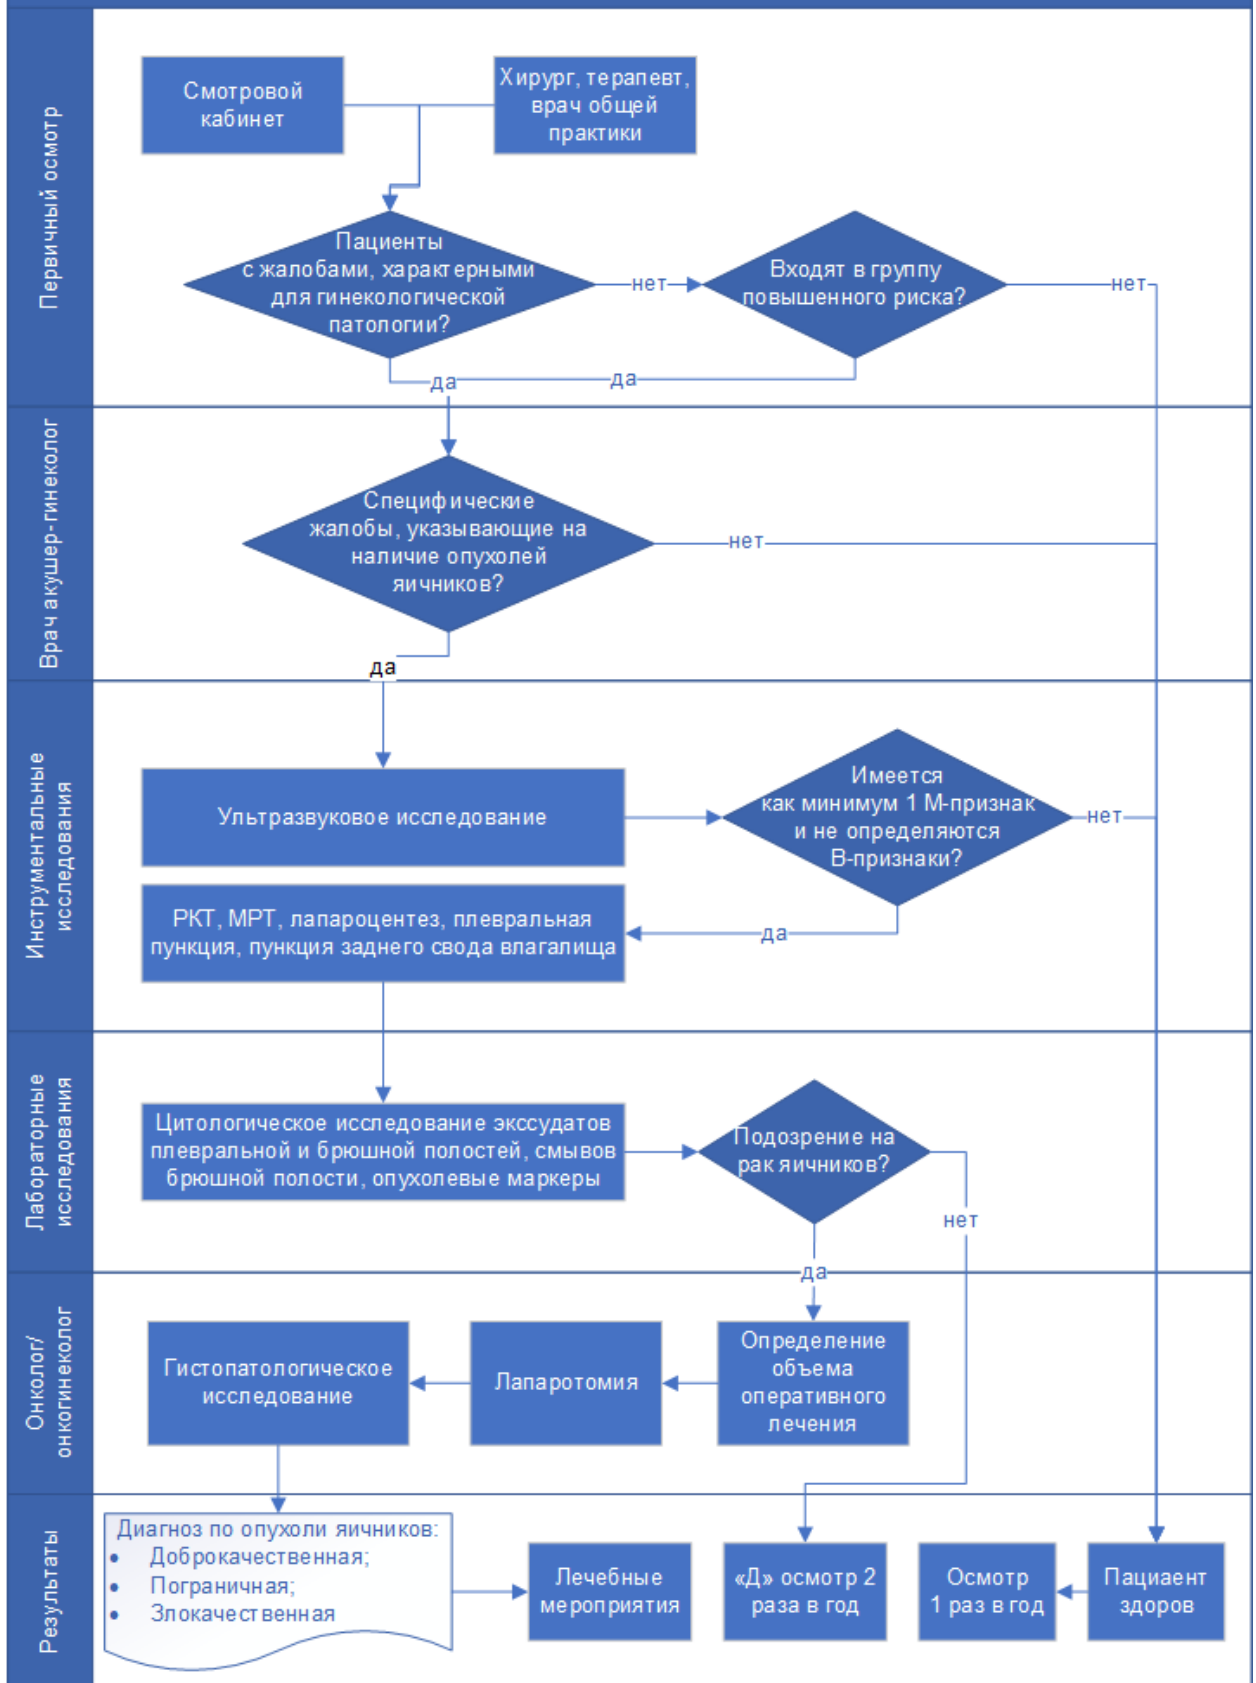 Первичный осмотр
Смотровой
кабинет
Хирург, терапевт,
врач общей
практики
Пациенты
с жалобами, характерными
для гинекологической
патологии?
нет
Входят в группу
повышенного риска?
нет
да
да
Врач акушер-гинеколог
Специфические
жалобы, указывающие на
наличие опухолей
яичников?
нет
да
Инструментальные
исследования
Ультразвуковое исследование
Имеется
как минимум 1 М-признак
и не определяются
В-признаки?
нет
да
РКТ, МРТ, лапароцентез, плевральная
пункция, пункция заднего свода влагалища
Лабораторные
исследования
Цитологическое исследование экссудатов
плевральной и брюшной полостей, смывов
брюшной полости, опухолевые маркеры
Подозрение на
рак яичников?
нет
да
Онколог/
онкогинеколог
Гистопатологическое
исследование
Лапаротомия
Определение
объема
оперативного
лечения
Результаты
Диагноз по опухоли яичников:
• Доброкачественная;
• Пограничная;
• Злокачественная
Лечебные
мероприятия
«Д» осмотр 2
раза в год
Осмотр
1 раз в год
Пациаент
здоров